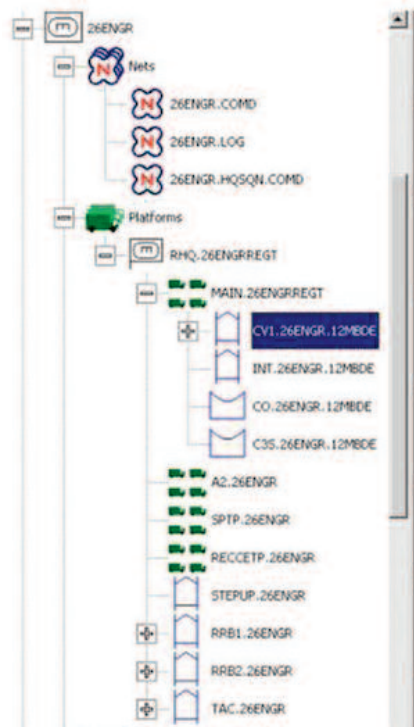 26ENGR
Nets
26ENGR.COMD
26ENGR.LOG
26ENGR.HQSQN.COMD
Platforms
RHQ.26ENGRREGT
MAIN.26ENGRREGT
CV1.26ENGR.12MBDE
INT.26ENGR.12MBDE
CO.26ENGR.12MBDE
C3S.26ENGR.12MBDE
A2.26ENGR
SPTP.26ENGR
RECCETP.26ENGR
STEPUP.26ENGR
RRB1.26ENGR
RRB2.26ENGR
TAC.26ENGR